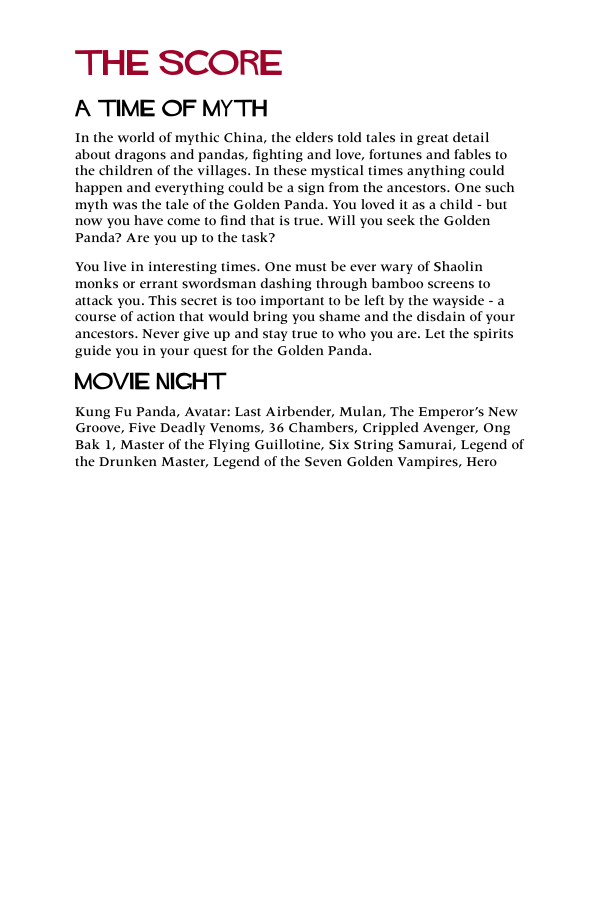 THE SCORE
A TIME OF MYTH
In the world of mythic China, the elders told tales in great detail
about dragons and pandas, fighting and love, fortunes and fables to
the children of the villages. In these mystical times anything could
happen and everything could be a sign from the ancestors. One such
myth was the tale of the Golden Panda. You loved it as a child - but
now you have come to find that is true. Will you seek the Golden
Panda? Are you up to the task?
You live in interesting times. One must be ever wary of Shaolin
monks or errant swordsman dashing through bamboo screens to
attack you. This secret is too important to be left by the wayside - a
course of action that would bring you shame and the disdain of your
ancestors. Never give up and stay true to who you are. Let the spirits
guide you in your quest for the Golden Panda.
MOVIE NIGHT
Kung Fu Panda, Avatar: Last Airbender, Mulan, The Emperor's New
Groove, Five Deadly Venoms, 36 Chambers, Crippled Avenger, Ong
Bak 1, Master of the Flying Guillotine, Six String Samurai, Legend of
the Drunken Master, Legend of the Seven Golden Vampires, Hero